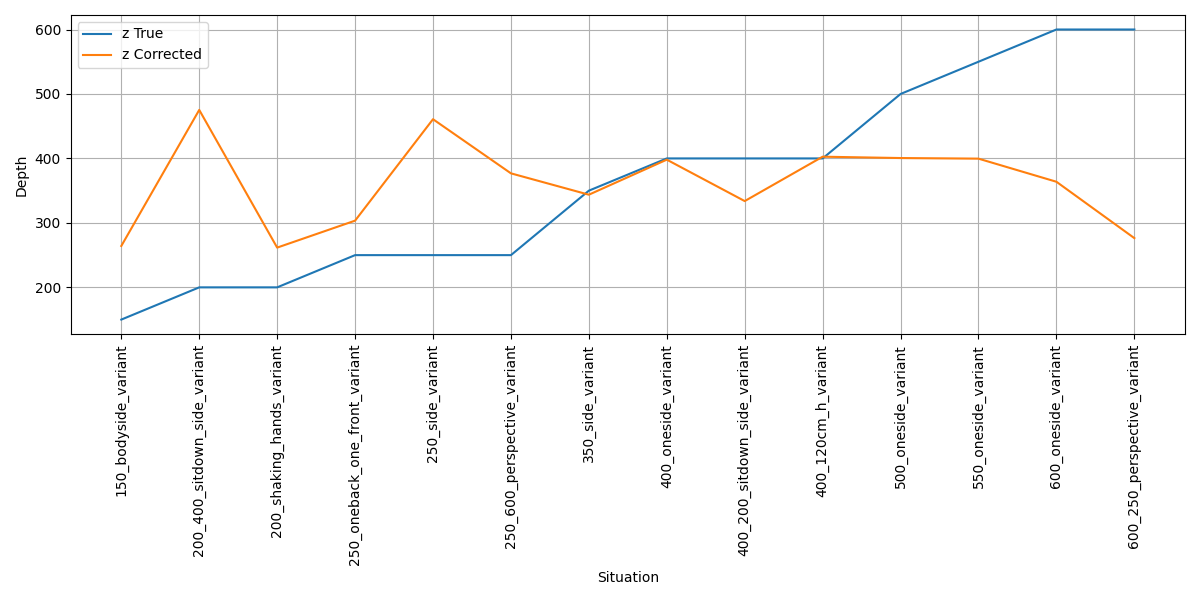 z True
z Corrected
600
500
400
300
200
Depth
150_bodyside_variant
200_400_sitdown_side_variant
200_shaking_hands_variant
250_oneback_one_front_variant
250_side_variant
250_600_perspective_variant
350_side_variant
400_oneside_variant
400_200_sitdown_side_variant
400_120cm_h_variant
500_oneside_variant
550_oneside_variant
600_oneside_variant
600_250_perspective_variant
Situation